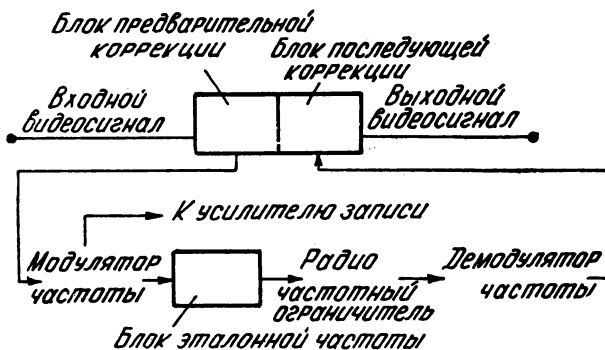 Блок предварительной
коррекции
Блок последующей
коррекции
Входной
видеосигнал
Выходной
видеосигнал
К усилителю записи
Модулятор
частоты
Радио
частотный
ограничитель
Демодулятор
частоты
Блок эталонной частоты